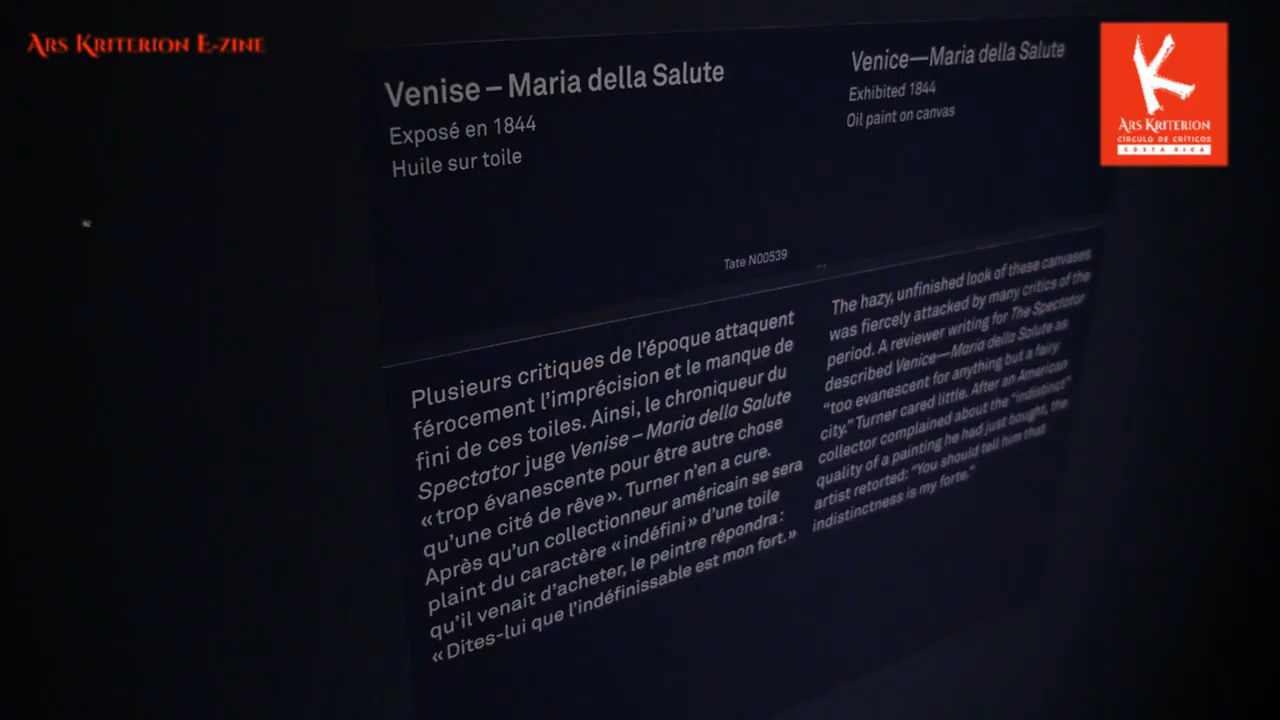 Ars Kriterion E-zine
Venise – Maria della Salute
Exposé en 1844
Huile sur toile
Venice—Maria della Salute
Exhibited 1844
Oil paint on canvas
Tate N00539
Plusieurs critiques de l'époque attaquent
férocement l'imprécision et le manque de
fini de ces toiles. Ainsi, le chroniqueur du
Spectator juge Venise – Maria della Salute
« trop évanescente pour être autre chose
qu'une cité de rêve ». Turner n'en a cure.
Après qu'un collectionneur américain se sera
plaint du caractère « indéfini » d'une toile
qu'il venait d'acheter, le peintre répondra :
« Dites-lui que l'indéfinissable est mon fort. »
The hazy, unfinished look of these canvases
was fiercely attacked by many critics of the
period. A reviewer writing for The Spectator
described Venice—Maria della Salute as
“too evanescent for anything but a fairy
city.” Turner cared little. After an American
collector complained about the “indistinct”
quality of a painting he had just bought, the
artist retorted: “You should tell him that
indistinctness is my forte.”
K
Ars Kriterion
CÍRCULO DE CRÍTICOS
COSTA RICA